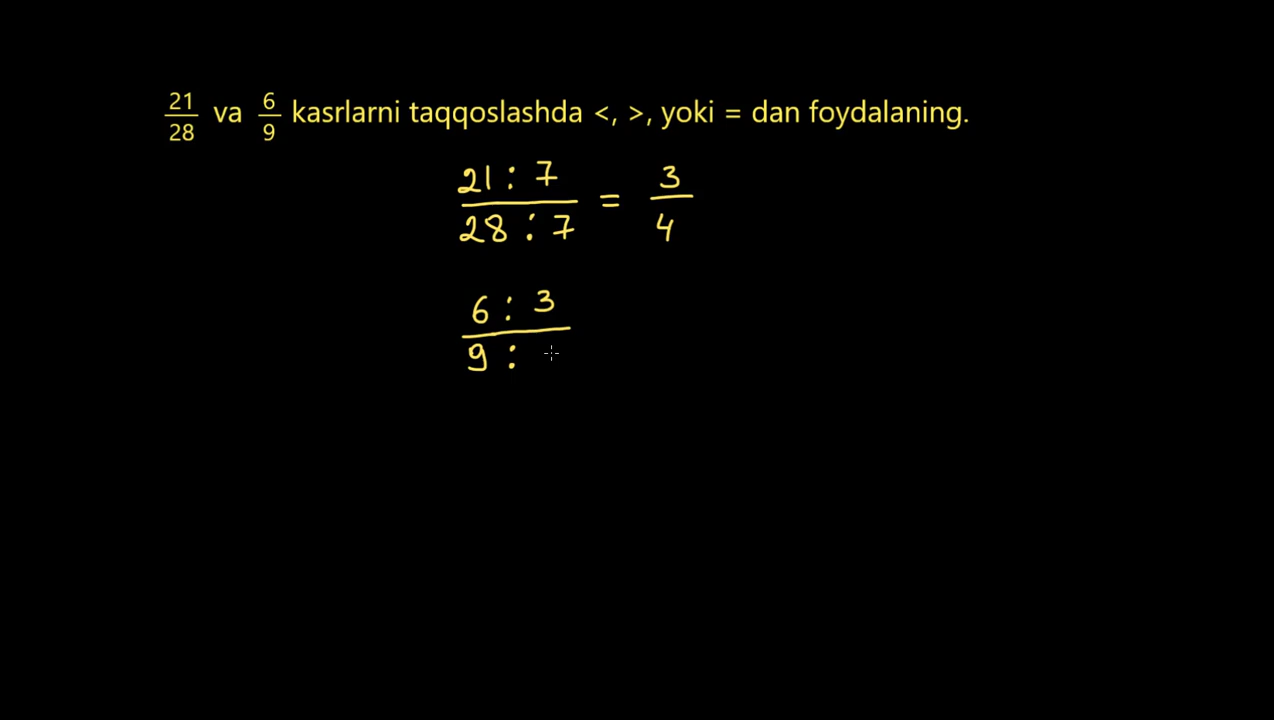 21/28 va 6/9 kasrlarni taqqoslashda <, >, yoki = dan foydalaning.
21 : 7 / 28 : 7 = 3/4
6 : 3 / 9 :